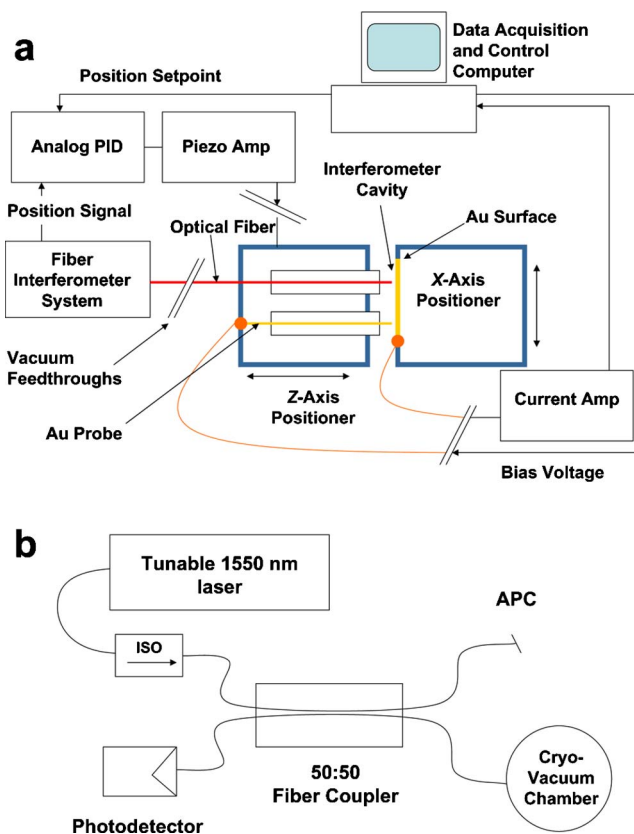 a
Data Acquisition
and Control
Computer
Position Setpoint
Analog PID
Piezo Amp
Interferometer
Cavity
Position Signal
Optical Fiber
Au Surface
Fiber
Interferometer
System
X-Axis
Positioner
Vacuum
Feedthroughs
Z-Axis
Positioner
Current Amp
Au Probe
Bias Voltage
b
Tunable 1550 nm
laser
APC
ISO
50:50
Fiber Coupler
Cryo-
Vacuum
Chamber
Photodetector